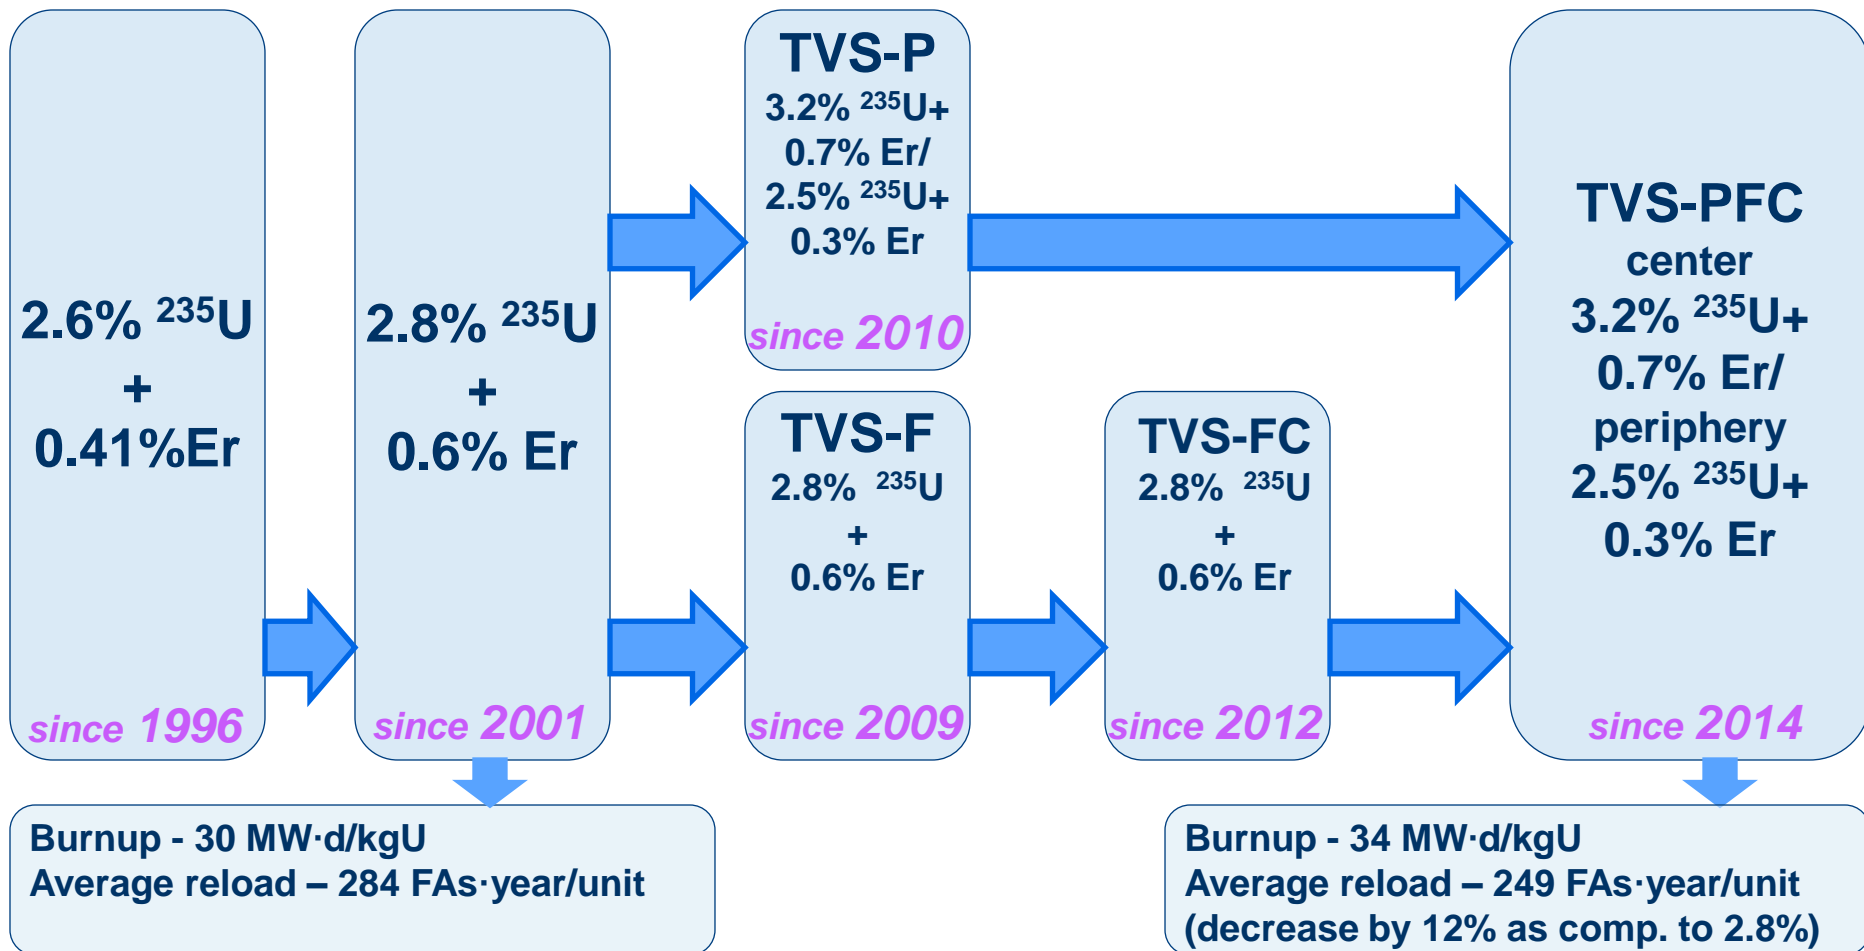 2.6% ²³⁵U
+
0.41%Er
since 1996
2.8% ²³⁵U
+
0.6% Er
since 2001
TVS-P
3.2% ²³⁵U+
0.7% Er/
2.5% ²³⁵U+
0.3% Er
since 2010
TVS-F
2.8% ²³⁵U
+
0.6% Er
since 2009
TVS-FC
2.8% ²³⁵U
+
0.6% Er
since 2012
TVS-PFC
center
3.2% ²³⁵U+
0.7% Er/
periphery
2.5% ²³⁵U+
0.3% Er
since 2014
Burnup - 30 MW·d/kgU
Average reload – 284 FAs·year/unit
Burnup - 34 MW·d/kgU
Average reload – 249 FAs·year/unit
(decrease by 12% as comp. to 2.8%)